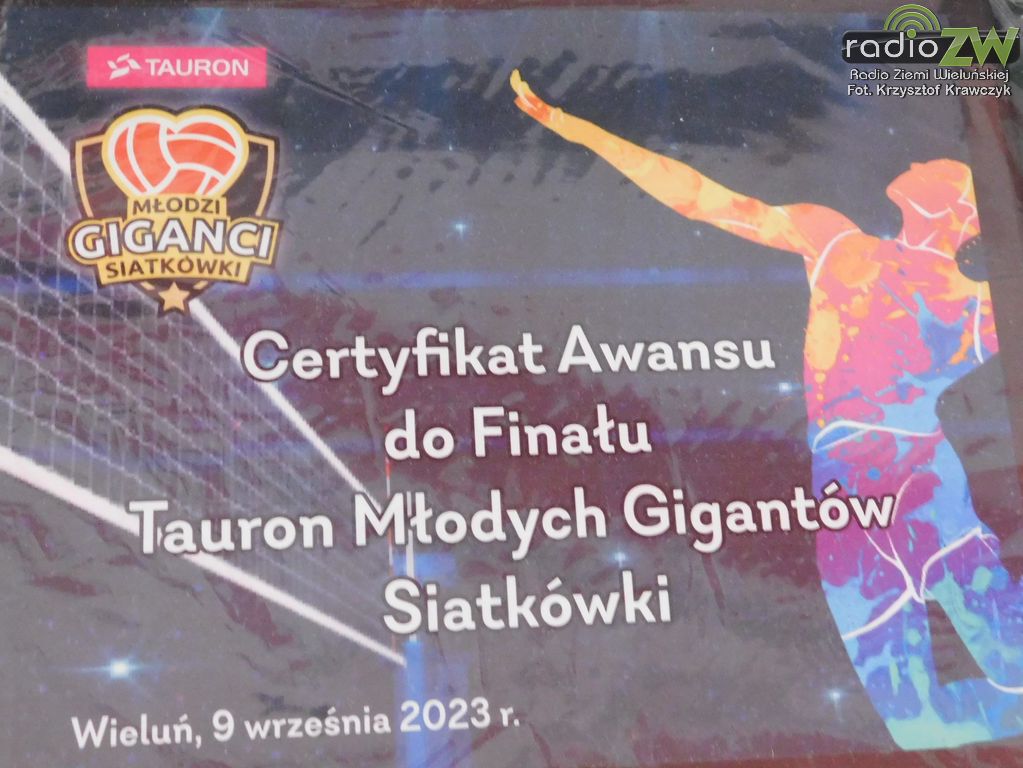 radioZW
Radio Ziemi Wieluńskiej
Fot. Krzysztof Krawczyk
TAURON
MŁODZI
GIGANCI
SIATKÓWKI
Certyfikat Awansu
do Finału
Tauron Młodych Gigantów
Siatkówki
Wieluń, 9 września 2023 r.